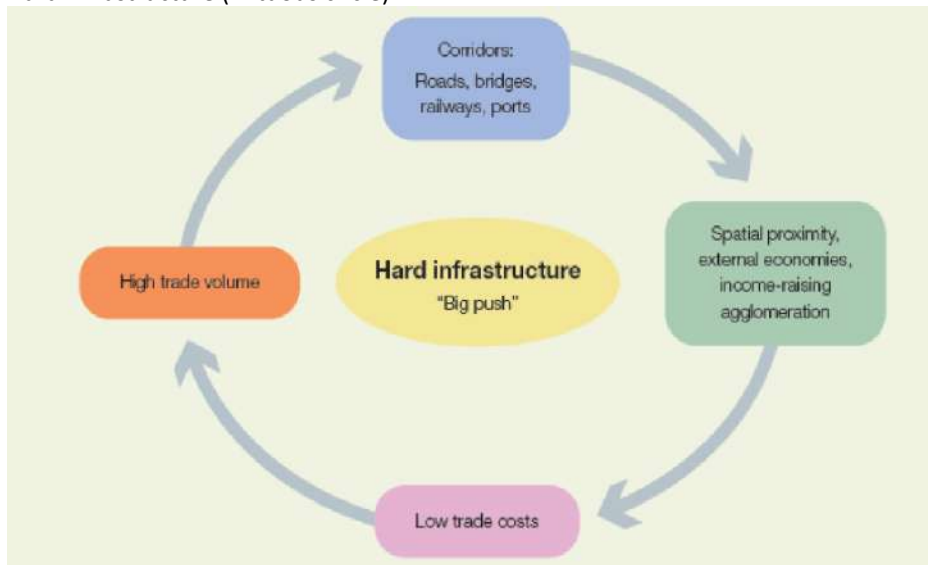 Corridors:
Roads, bridges,
railways, ports
Spatial proximity,
external economies,
income-raising
agglomeration
Hard infrastructure
"Big push"
High trade volume
Low trade costs